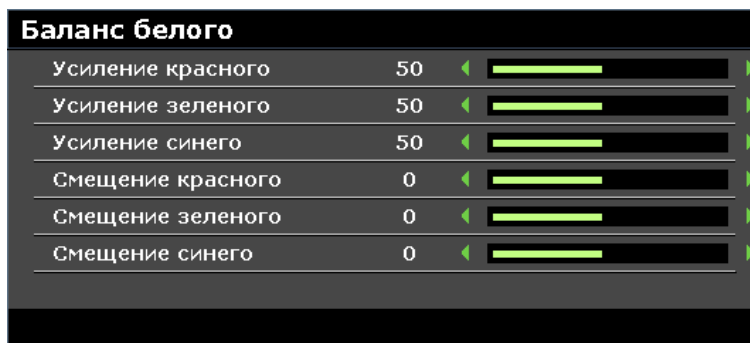 Баланс белого
Усиление красного 50
Усиление зеленого 50
Усиление синего 50
Смещение красного 0
Смещение зеленого 0
Смещение синего 0